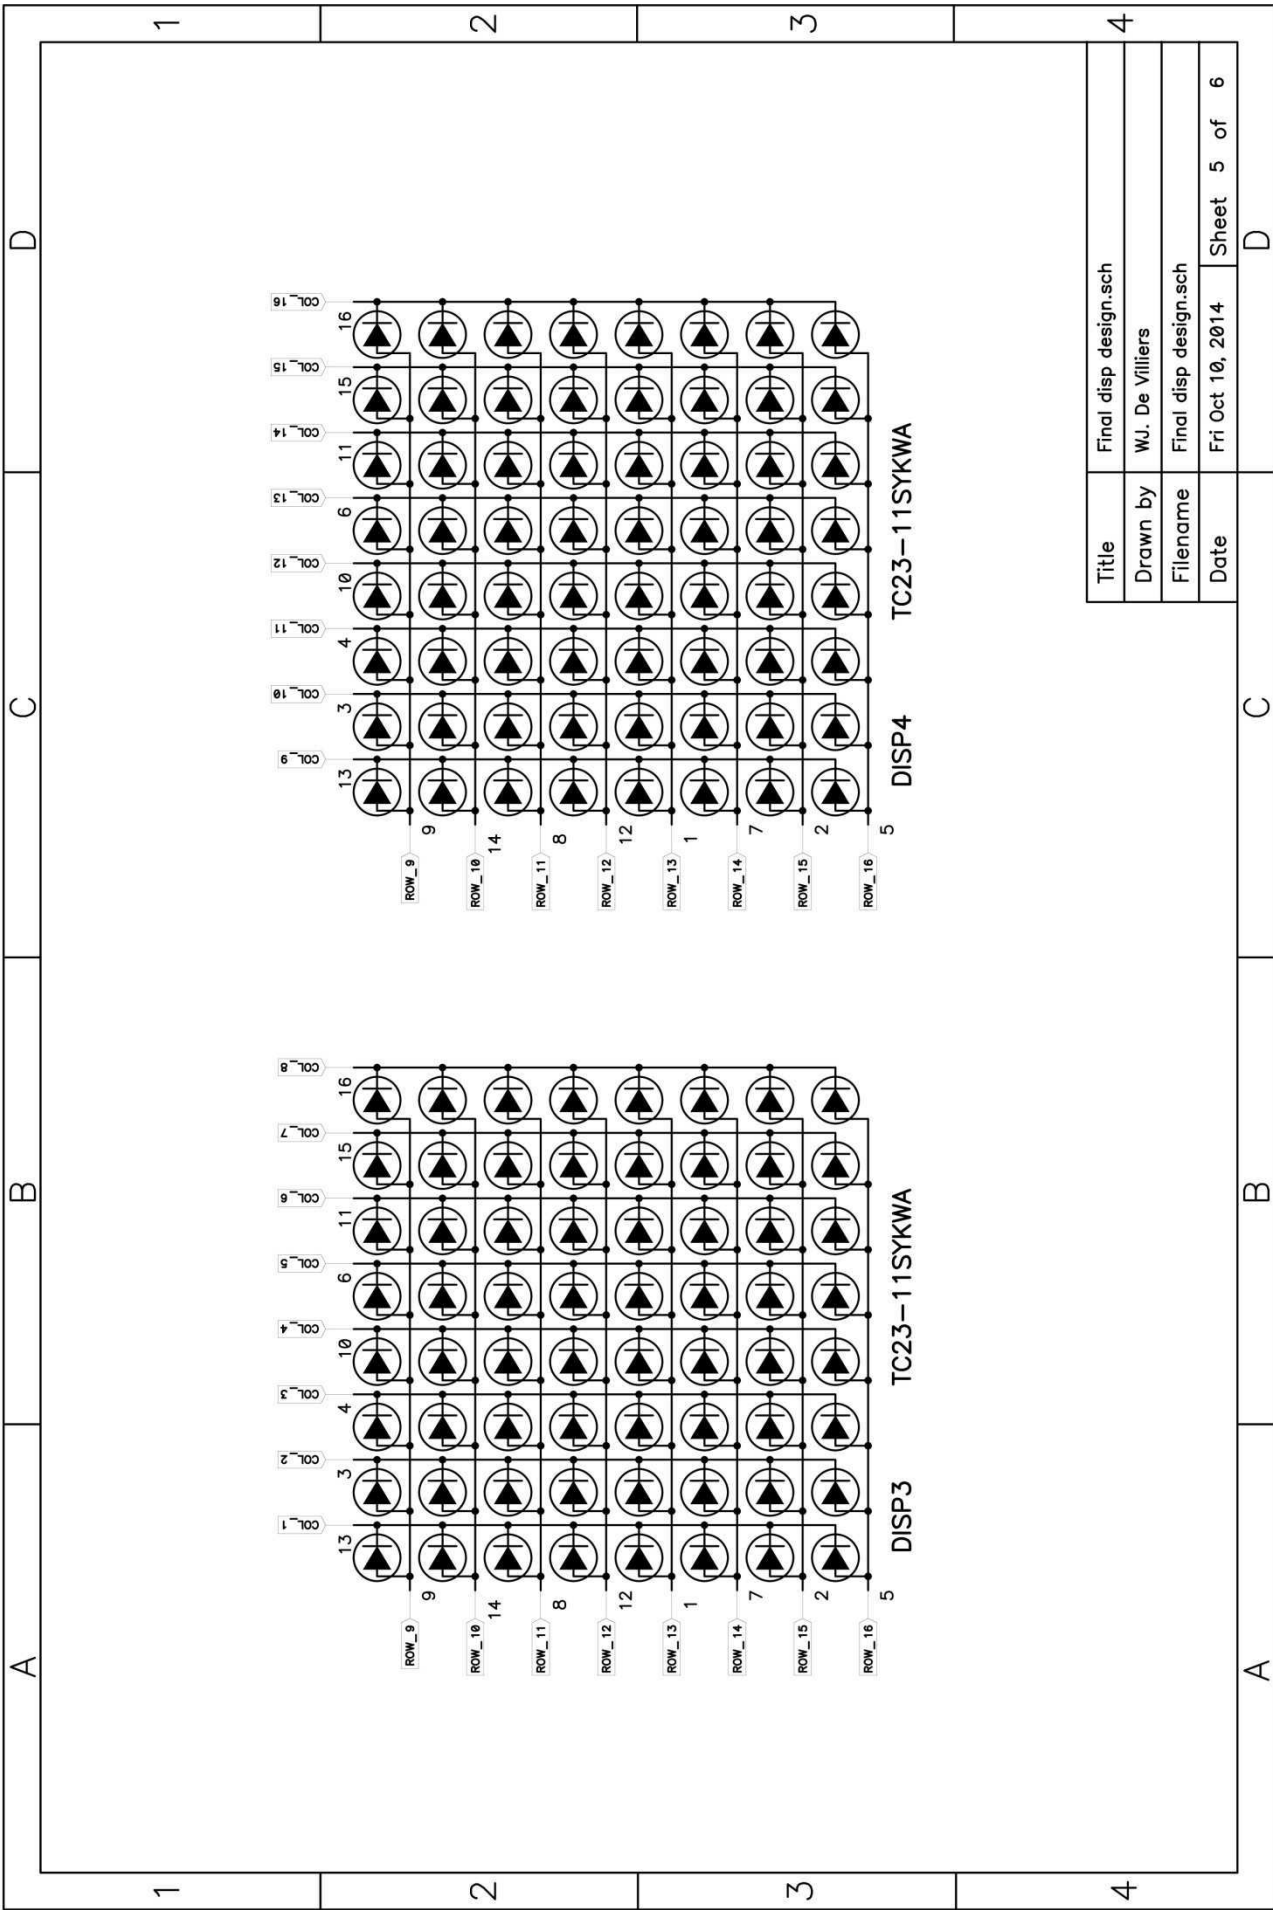 A B C D
1 1
COL_1 COL_2 COL_3 COL_4 COL_5 COL_6 COL_7 COL_8
13 3 4 10 6 11 15 16
ROW_9 9
ROW_10 14
ROW_11 8
ROW_12 12
ROW_13 1
ROW_14 7
ROW_15 2
ROW_16 5
DISP3 TC23-11SYKWA
COL_9 COL_10 COL_11 COL_12 COL_13 COL_14 COL_15 COL_16
13 3 4 10 6 11 15 16
ROW_9 9
ROW_10 14
ROW_11 8
ROW_12 12
ROW_13 1
ROW_14 7
ROW_15 2
ROW_16 5
DISP4 TC23-11SYKWA
2 2
3 3
4 4
Title Final disp design.sch
Drawn by WJ. De Villiers
Filename Final disp design.sch
Date Fri Oct 10, 2014 Sheet 5 of 6
A B C D